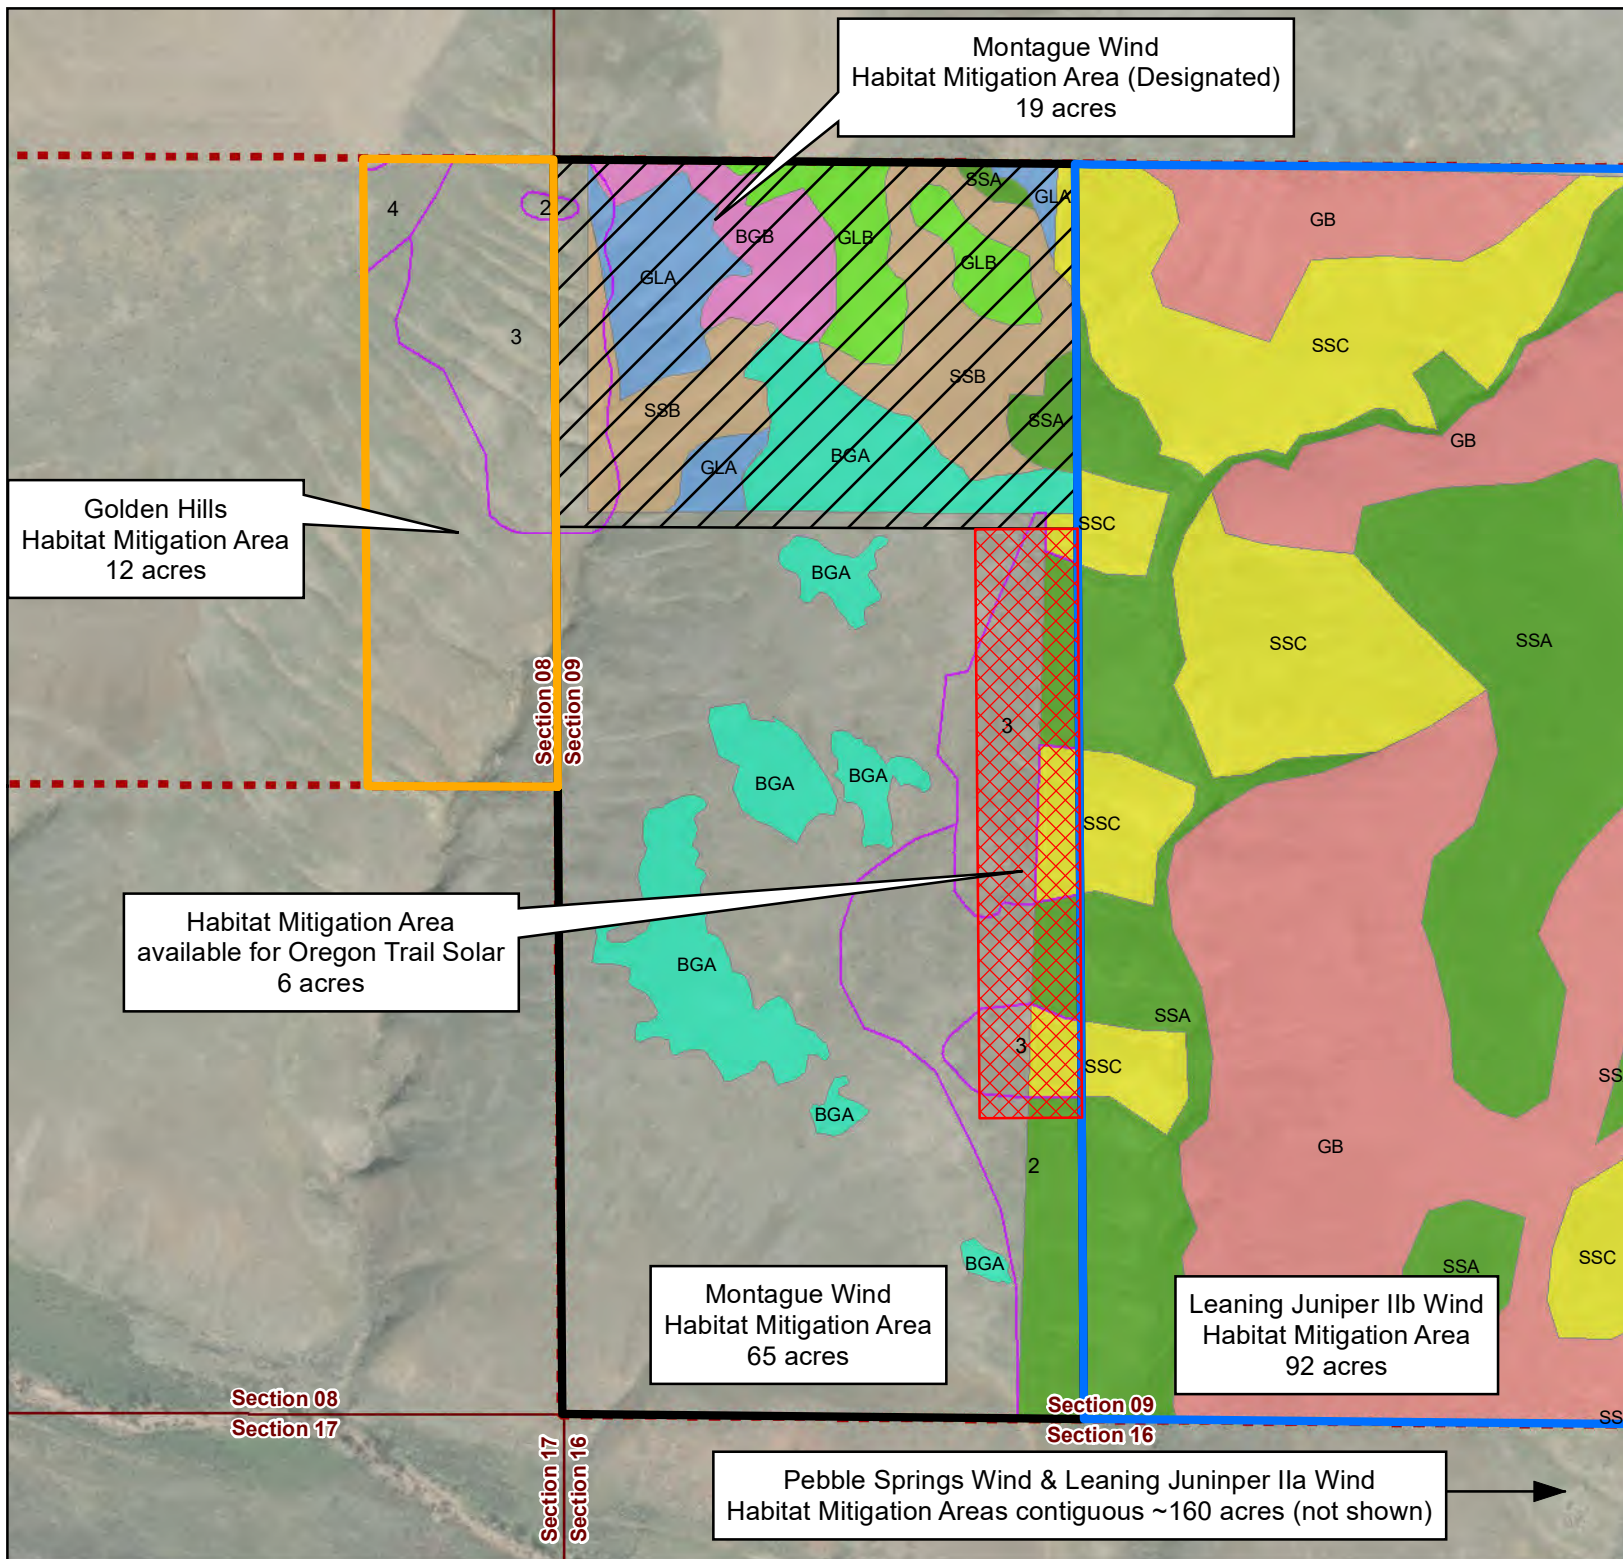 Montague Wind
Habitat Mitigation Area (Designated)
19 acres
4
2
SSA
GLA
GB
BGB
GLB
GLB
GLA
3
SSC
SSB
SSB
SSA
GB
BGA
GLA
Golden Hills
Habitat Mitigation Area
12 acres
SSC
BGA
SSC
SSA
Section 08
Section 09
3
BGA
BGA
SSC
Habitat Mitigation Area
available for Oregon Trail Solar
6 acres
BGA
SSA
3
SSC
SS
BGA
GB
2
BGA
SSA
SSC
Montague Wind
Habitat Mitigation Area
65 acres
Leaning Juniper IIb Wind
Habitat Mitigation Area
92 acres
Section 08
Section 17
Section 09
Section 16
SS
Section 17
Section 16
Pebble Springs Wind & Leaning Juninper IIa Wind
Habitat Mitigation Areas contiguous ~160 acres (not shown)